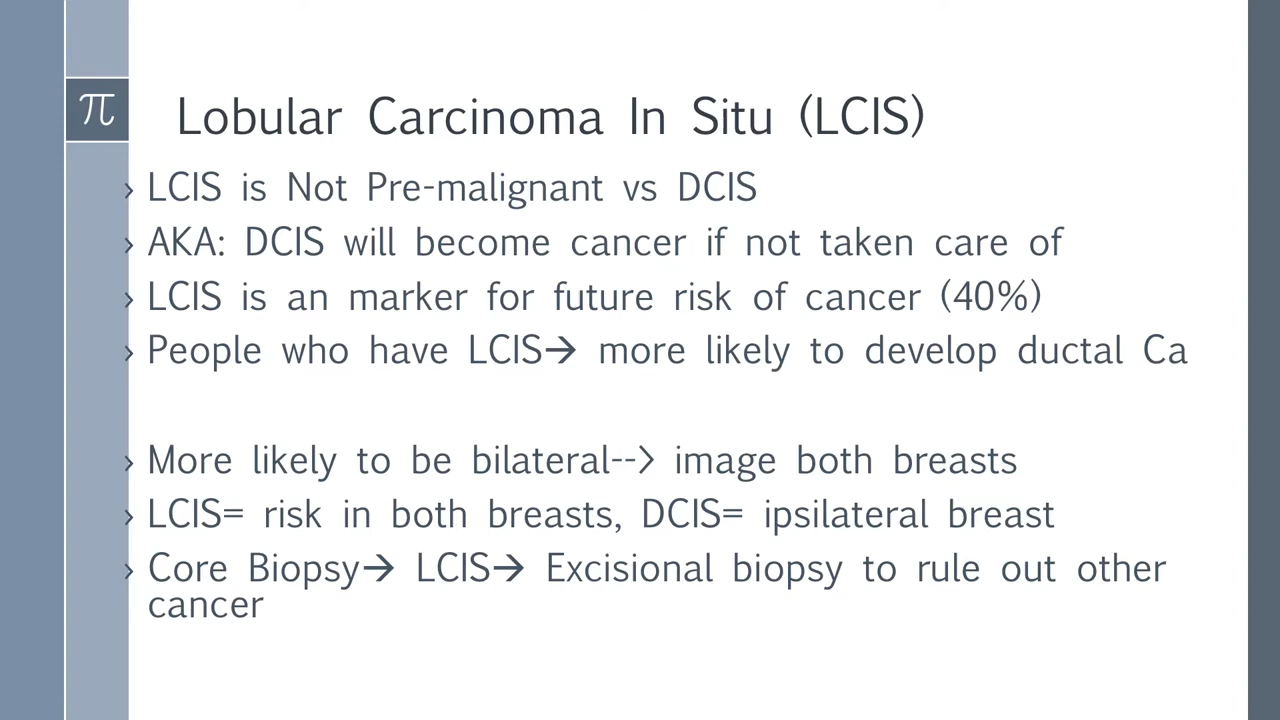 π
Lobular Carcinoma In Situ (LCIS)
› LCIS is Not Pre-malignant vs DCIS
› AKA: DCIS will become cancer if not taken care of
› LCIS is an marker for future risk of cancer (40%)
› People who have LCIS→ more likely to develop ductal Ca
› More likely to be bilateral--> image both breasts
› LCIS= risk in both breasts, DCIS= ipsilateral breast
› Core Biopsy→ LCIS→ Excisional biopsy to rule out other
cancer